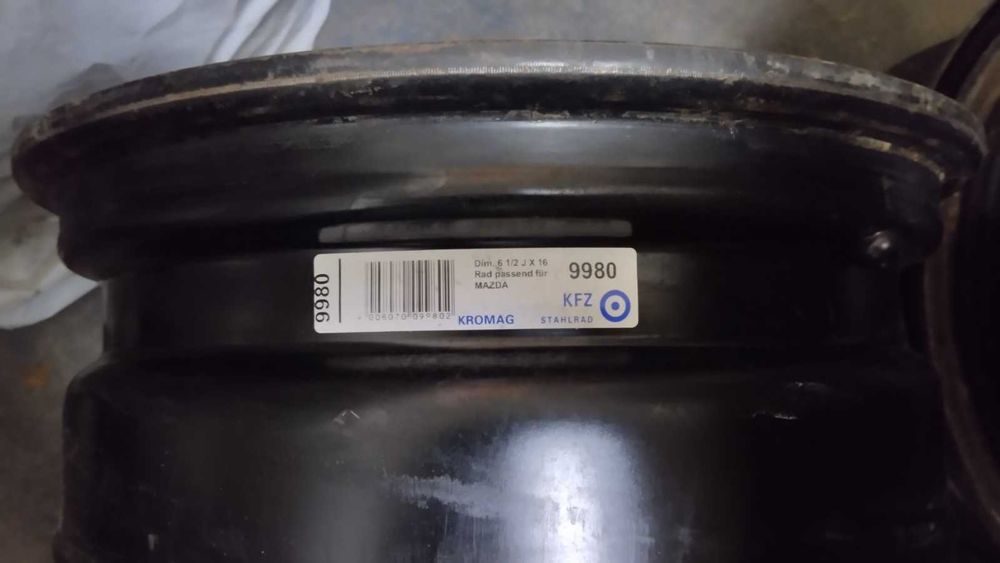 9980
Dim. 6 1/2 J X 16
Rad passend für
MAZDA
9980
KFZ
KROMAG
STAHLRAD